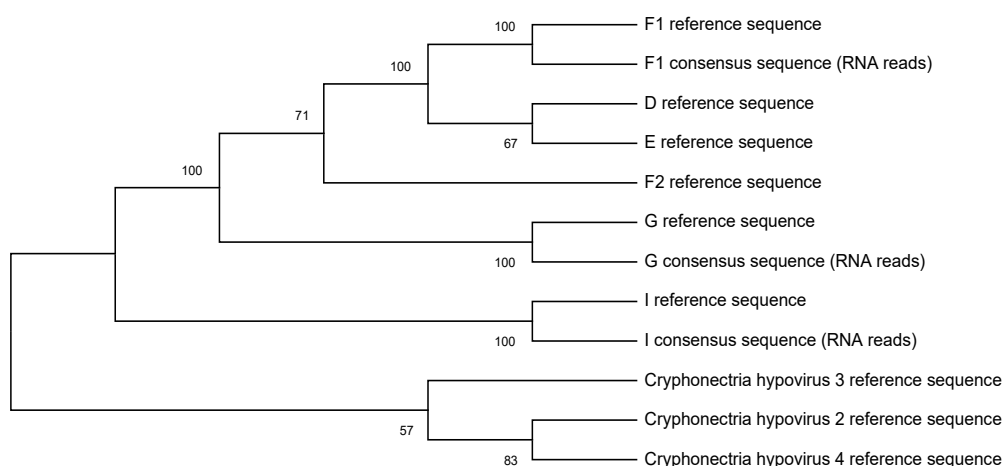 100
F1 reference sequence
F1 consensus sequence (RNA reads)
100
D reference sequence
67
E reference sequence
71
F2 reference sequence
100
G reference sequence
100
G consensus sequence (RNA reads)
I reference sequence
100
I consensus sequence (RNA reads)
Cryphonectria hypovirus 3 reference sequence
57
Cryphonectria hypovirus 2 reference sequence
83
Cryphonectria hypovirus 4 reference sequence